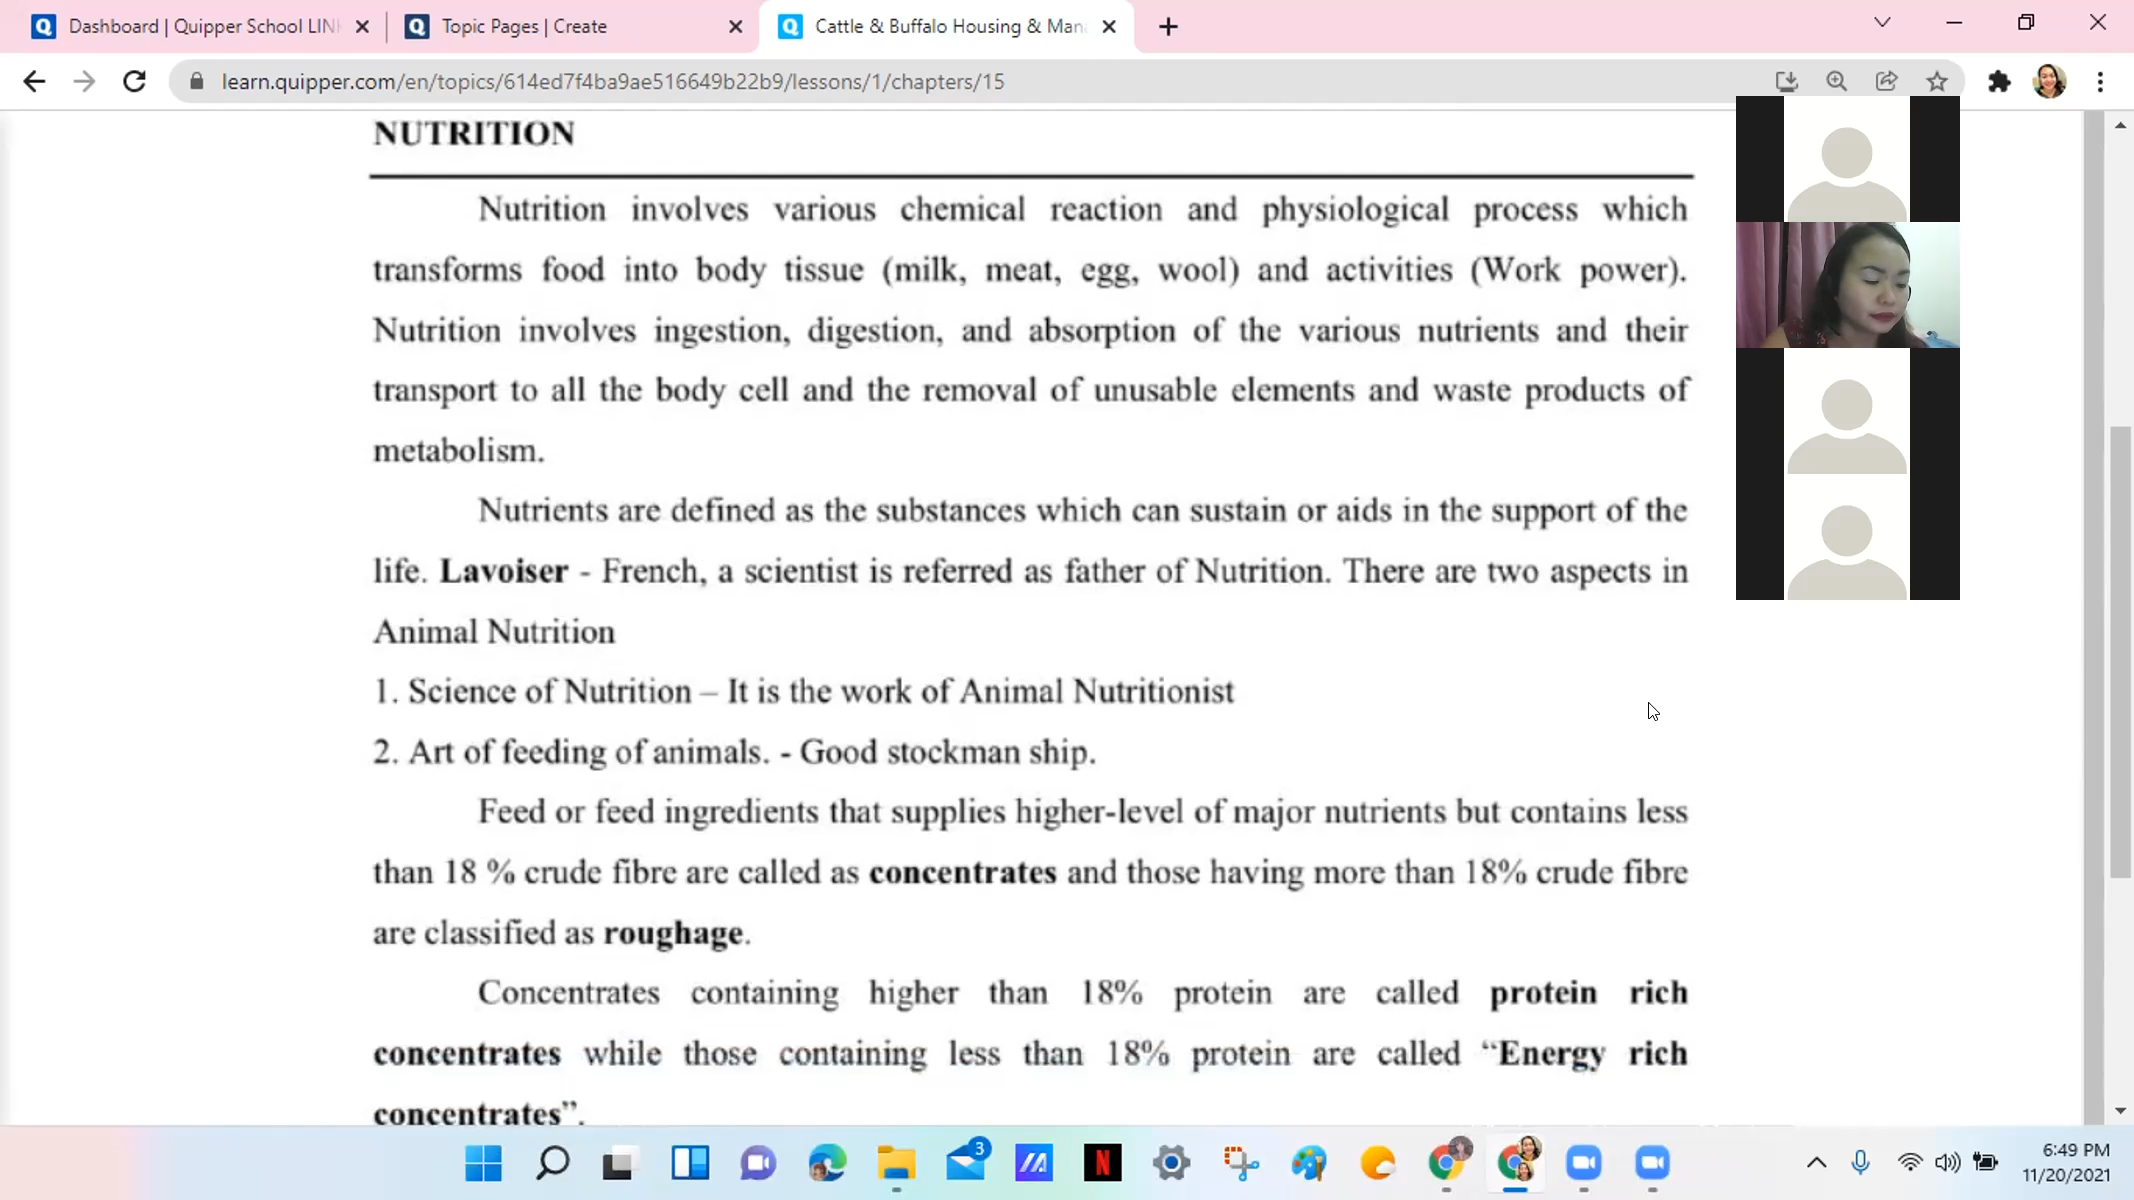 Dashboard | Quipper School LINK
Topic Pages | Create
Cattle & Buffalo Housing & Man
learn.quipper.com/en/topics/614ed7f4ba9ae516649b22b9/lessons/1/chapters/15
NUTRITION
Nutrition involves various chemical reaction and physiological process which
transforms food into body tissue (milk, meat, egg, wool) and activities (Work power).
Nutrition involves ingestion, digestion, and absorption of the various nutrients and their
transport to all the body cell and the removal of unusable elements and waste products of
metabolism.
Nutrients are defined as the substances which can sustain or aids in the support of the
life. Lavoiser - French, a scientist is referred as father of Nutrition. There are two aspects in
Animal Nutrition
1. Science of Nutrition – It is the work of Animal Nutritionist
2. Art of feeding of animals. - Good stockman ship.
Feed or feed ingredients that supplies higher-level of major nutrients but contains less
than 18 % crude fibre are called as concentrates and those having more than 18% crude fibre
are classified as roughage.
Concentrates containing higher than 18% protein are called protein rich
concentrates while those containing less than 18% protein are called “Energy rich
concentrates”.
3
N
6:49 PM
11/20/2021